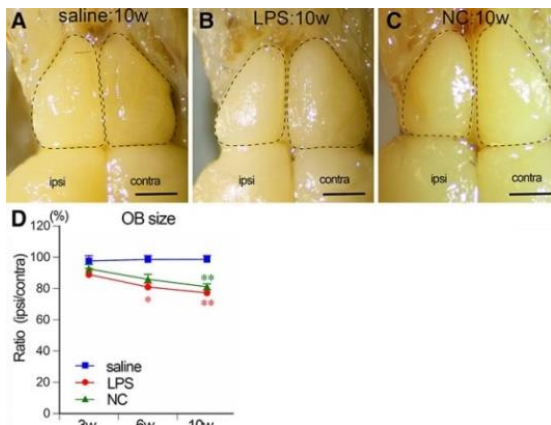 A saline:10w
B LPS:10w
C NC:10w
ipsi contra
ipsi contra
ipsi contra
D (%) OB size
Ratio (ipsi/contra)
120
100
80
60
40
20
0
**
*
**
saline
LPS
NC
3w 6w 10w